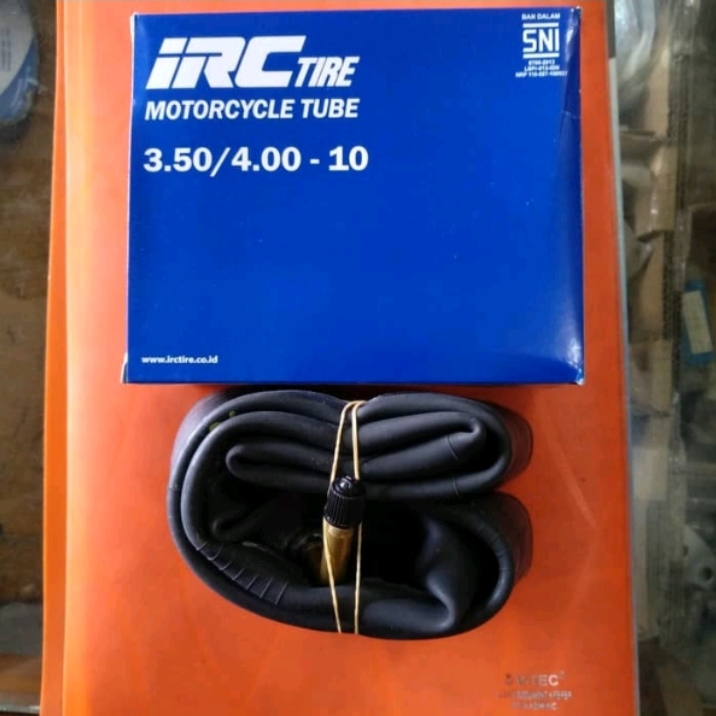 iRC TIRE
MOTORCYCLE TUBE
3.50/4.00 - 10
BAN DALAM
SNI
www.irctire.co.id